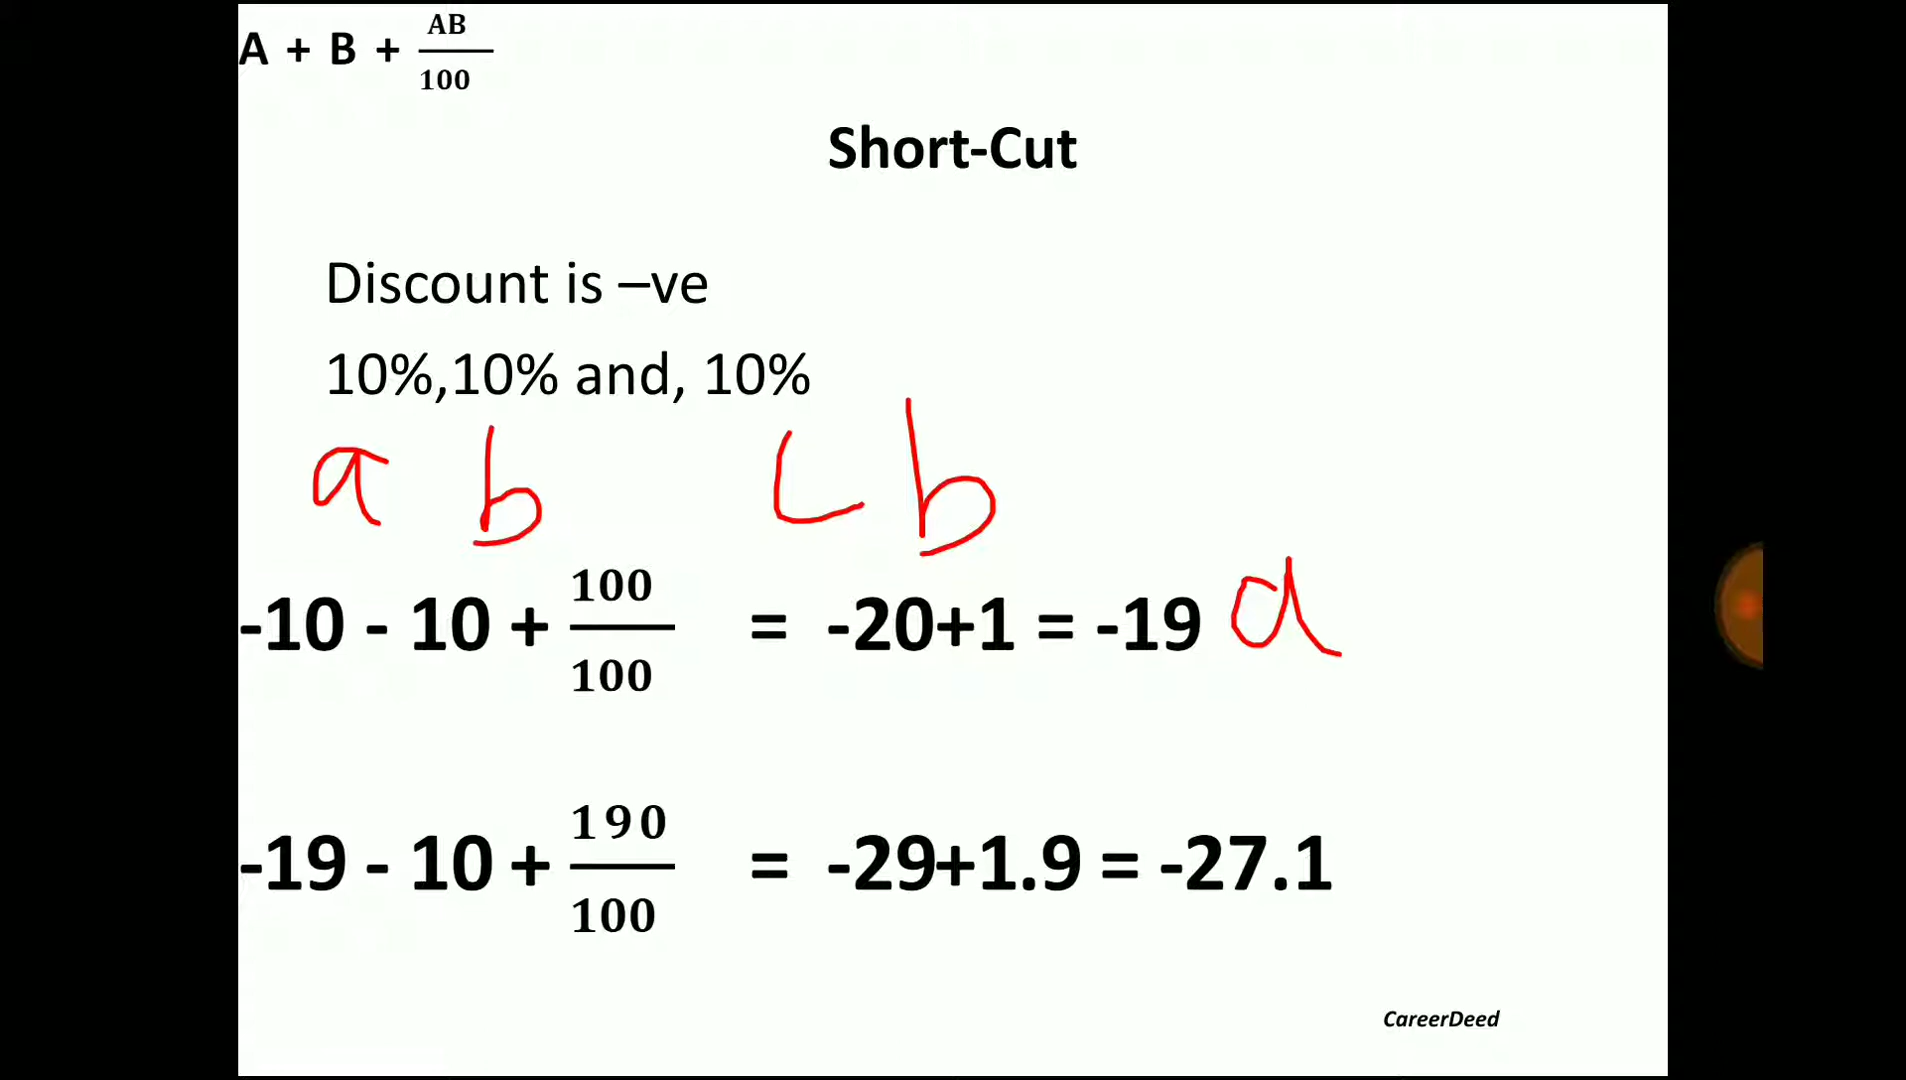 A + B + AB/100
Short-Cut
Discount is –ve
10%,10% and, 10%
a b c b
-10 - 10 + 100/100 = -20+1 = -19 a
-19 - 10 + 190/100 = -29+1.9 = -27.1
CareerDeed